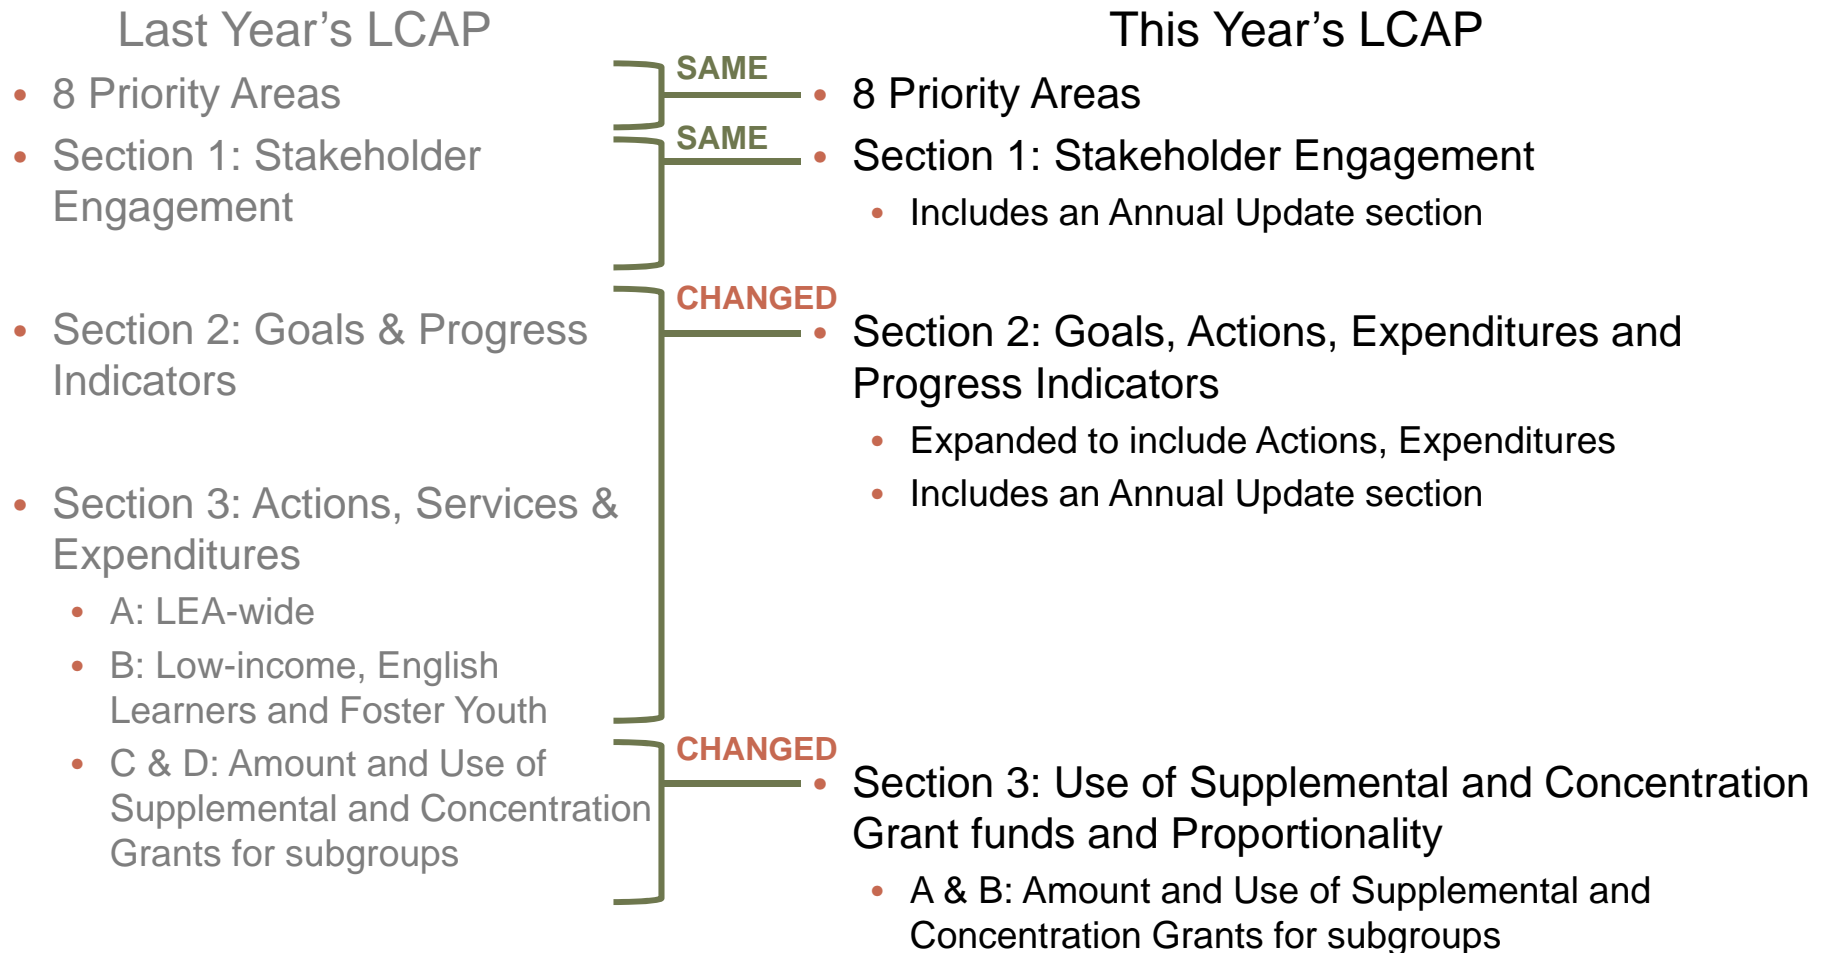 Last Year’s LCAP
• 8 Priority Areas
• Section 1: Stakeholder
Engagement
• Section 2: Goals & Progress
Indicators
• Section 3: Actions, Services &
Expenditures
• A: LEA-wide
• B: Low-income, English
Learners and Foster Youth
• C & D: Amount and Use of
Supplemental and Concentration
Grants for subgroups
SAME
SAME
CHANGED
CHANGED
This Year’s LCAP
• 8 Priority Areas
• Section 1: Stakeholder Engagement
• Includes an Annual Update section
• Section 2: Goals, Actions, Expenditures and
Progress Indicators
• Expanded to include Actions, Expenditures
• Includes an Annual Update section
• Section 3: Use of Supplemental and Concentration
Grant funds and Proportionality
• A & B: Amount and Use of Supplemental and
Concentration Grants for subgroups